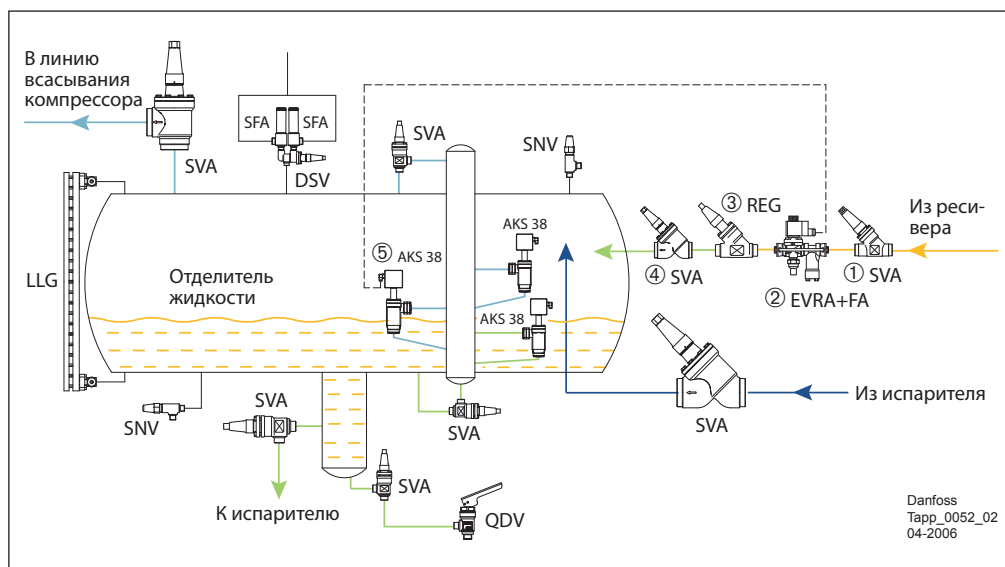 В линию
всасывания
компрессора
SVA
SFA
SFA
DSV
SVA
SNV
③ REG
Из реси-
вера
④ SVA
② EVRA+FA
① SVA
LLG
Отделитель
жидкости
⑤ AKS 38
AKS 38
AKS 38
SNV
SVA
SVA
SVA
Из испарителя
SVA
К испарителю
QDV
Danfoss
Tapp_0052_02
04-2006